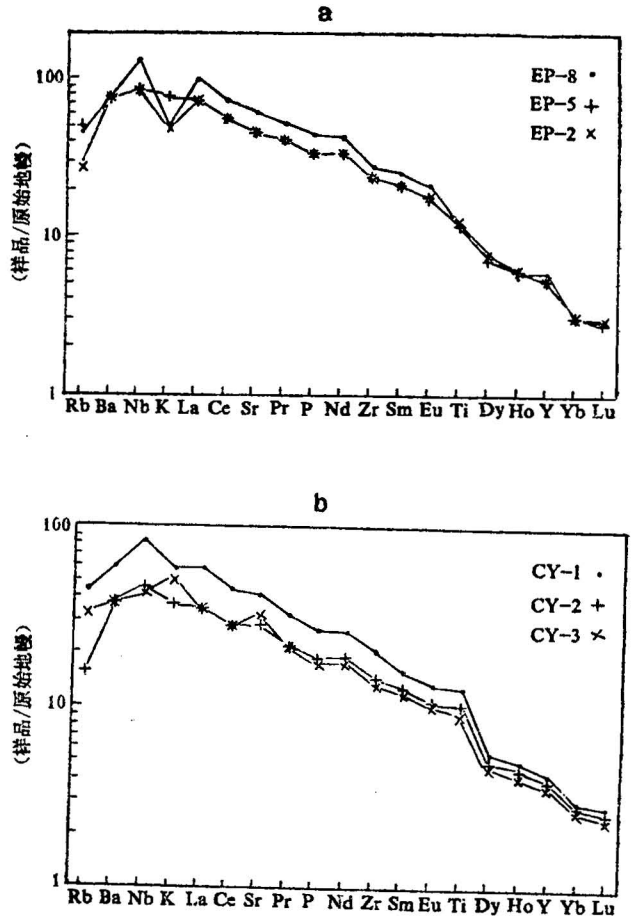 a
100
10
1
(样品/原始地幔)
EP-8
EP-5
EP-2
Rb Ba Nb K La Ce Sr Pr P Nd Zr Sm Eu Ti Dy Ho Y Yb Lu
b
100
10
1
(样品/原始地幔)
CY-1
CY-2
CY-3
Rb Ba Nb K La Ce Sr Pr P Nd Zr Sm Eu Ti Dy Ho Y Yb Lu